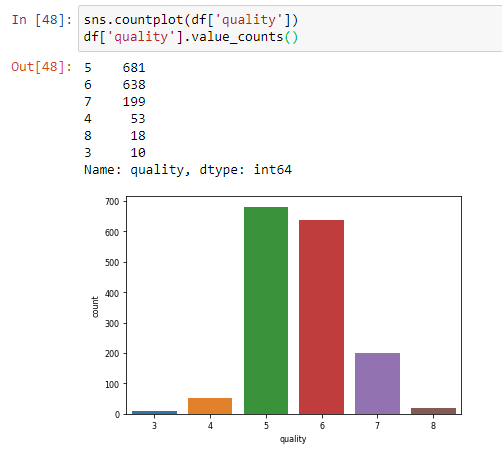 In [48]: sns.countplot(df['quality'])
df['quality'].value_counts()
Out[48]: 5    681
6    638
7    199
4     53
8     18
3     10
Name: quality, dtype: int64
700
600
500
400
300
200
100
0
count
3 4 5 6 7 8
quality